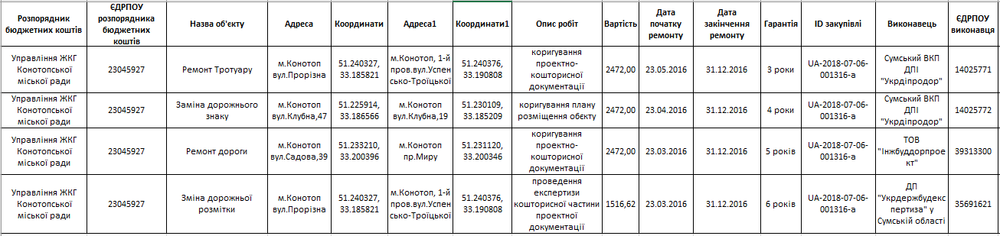 Розпорядник бюджетних коштів
ЄДРПОУ розпорядника бюджетних коштів
Назва об'єкту
Адреса
Координати
Адреса1
Координати1
Опис робіт
Вартість
Дата початку ремонту
Дата закінчення ремонту
Гарантія
ID закупівлі
Виконавець
ЄДРПОУ виконавця
Управління ЖКГ Конотопської міської ради
23045927
Ремонт Тротуару
м.Конотоп вул.Прорізна
51.240327, 33.185821
м.Конотоп, 1-й пров.вул.Успенсько-Троїцької
51.240376, 33.190808
коригування проектно-кошторисної документації
2472,00
23.05.2016
31.12.2016
3 роки
UA-2018-07-06-001316-a
Сумський ВКП ДПІ "Укрдіпродор"
14025771
Управління ЖКГ Конотопської міської ради
23045927
Заміна дорожнього знаку
м.Конотоп вул.Клубна,47
51.225914, 33.186566
м.Конотоп вул.Клубна,19
51.230109, 33.185209
коригування плану розміщення обєкту
2472,00
23.04.2016
31.12.2016
4 роки
UA-2018-07-06-001316-a
Сумський ВКП ДПІ "Укрдіпродор"
14025772
Управління ЖКГ Конотопської міської ради
23045927
Ремонт дороги
м.Конотоп вул.Садова,39
51.233210, 33.200396
м.Конотоп пр.Миру
51.231120, 33.200346
коригування проектно-кошторисної документації
2472,00
23.03.2016
31.12.2016
5 років
UA-2018-07-06-001316-a
ТОВ "Інжбуддорпроект"
39313300
Управління ЖКГ Конотопської міської ради
23045927
Зміна дорожньої розмітки
м.Конотоп вул.Прорізна
51.240327, 33.185821
м.Конотоп, 1-й пров.вул.Успенсько-Троїцької
51.240376, 33.190808
проведення експертизи кошторисної частини проектної документації
1516,62
23.03.2016
31.12.2016
6 років
UA-2018-07-06-001316-a
ДП "Укрдержбудекспертиза" у Сумській області
35691621